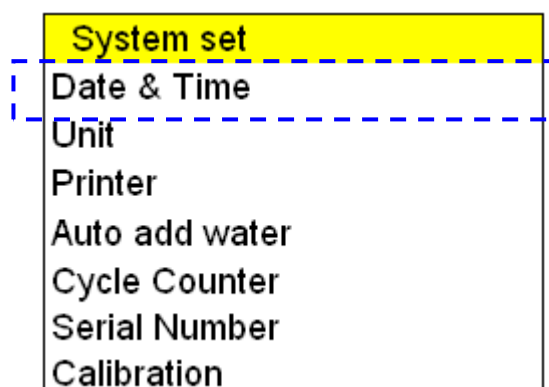 System set
Date & Time
Unit
Printer
Auto add water
Cycle Counter
Serial Number
Calibration